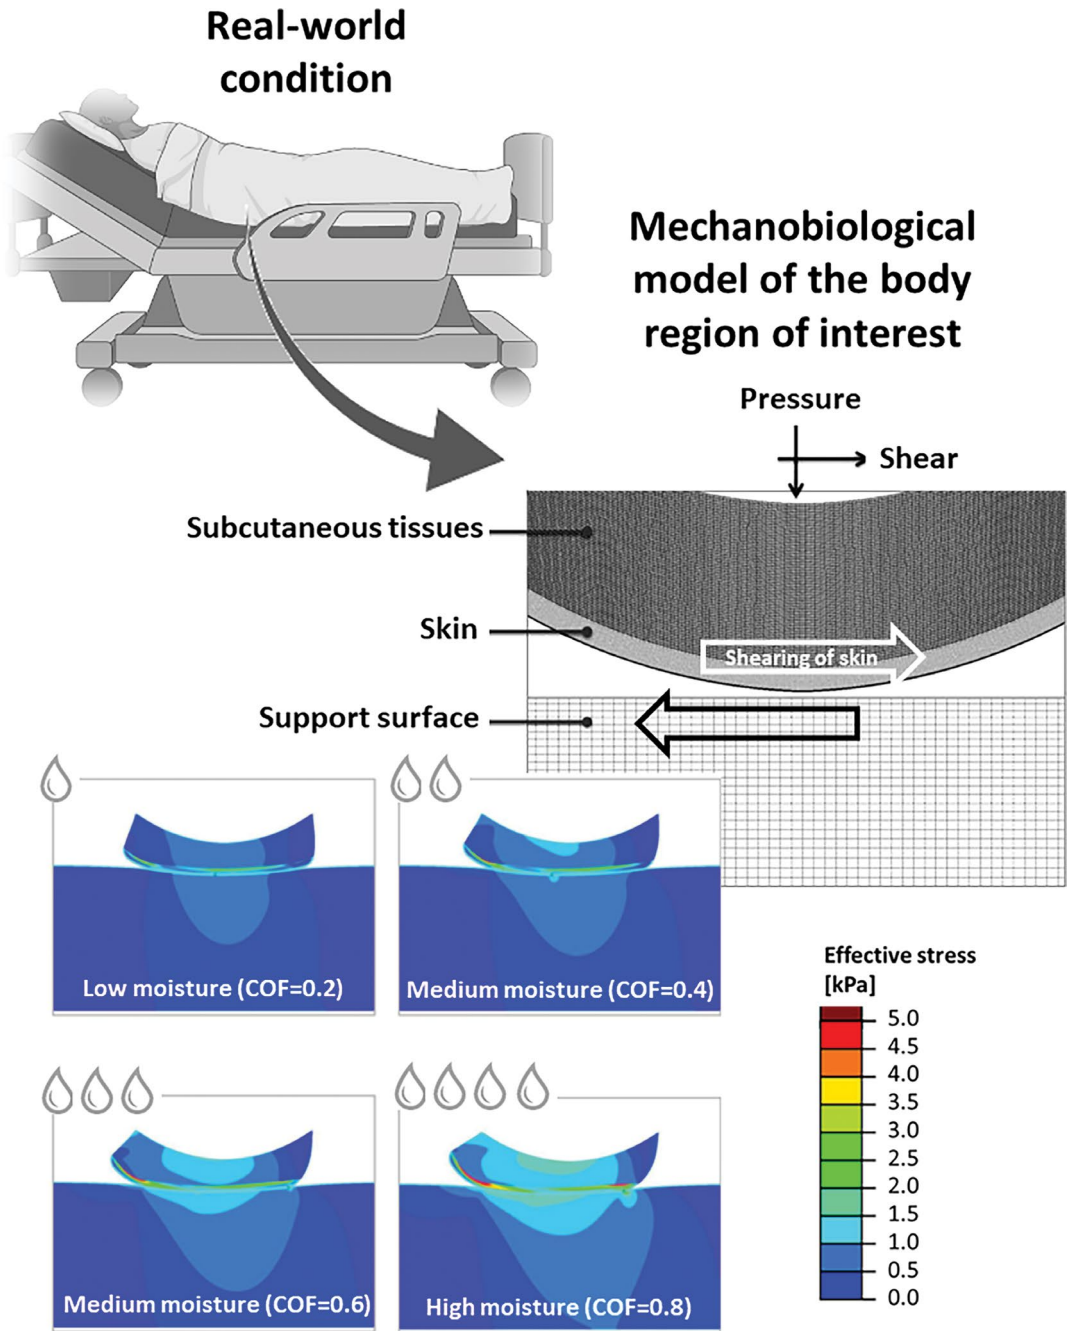 Real-world
condition
Mechanobiological
model of the body
region of interest
Pressure
Shear
Subcutaneous tissues
Skin
Shearing of skin
Support surface
Low moisture (COF=0.2)
Medium moisture (COF=0.4)
Medium moisture (COF=0.6)
High moisture (COF=0.8)
Effective stress
[kPa]
5.0
4.5
4.0
3.5
3.0
2.5
2.0
1.5
1.0
0.5
0.0